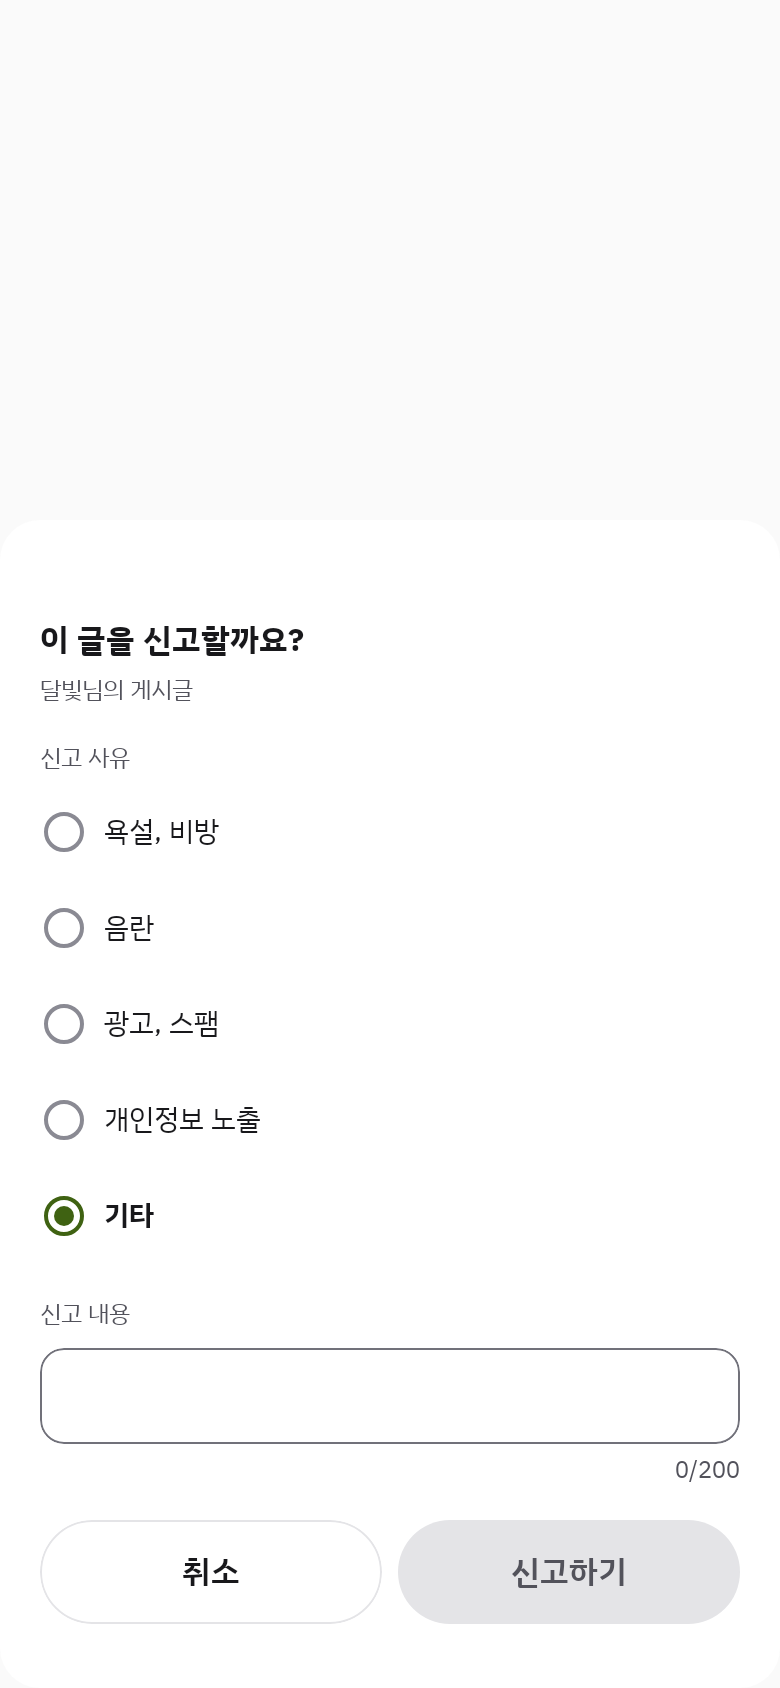 이 글을 신고할까요?
달빛님의 게시글
신고 사유
욕설, 비방
음란
광고, 스팸
개인정보 노출
기타
신고 내용
0/200
취소
신고하기